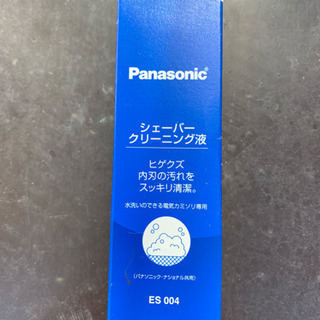 Panasonic
シェーバー
クリーニング液
ヒゲクズ
内刃の汚れを
スッキリ清潔。
水洗いのできる電気カミソリ専用
(パナソニック・ナショナル共用)
ES 004